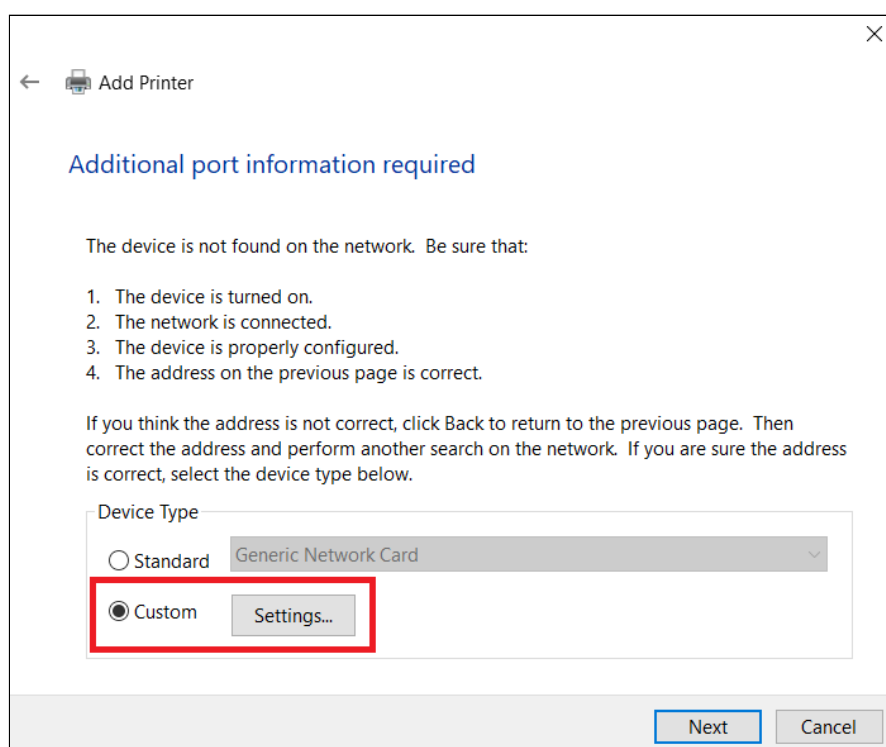 Add Printer
Additional port information required
The device is not found on the network. Be sure that:
1. The device is turned on.
2. The network is connected.
3. The device is properly configured.
4. The address on the previous page is correct.
If you think the address is not correct, click Back to return to the previous page. Then
correct the address and perform another search on the network. If you are sure the address
is correct, select the device type below.
Device Type
Standard Generic Network Card
Custom Settings...
Next Cancel